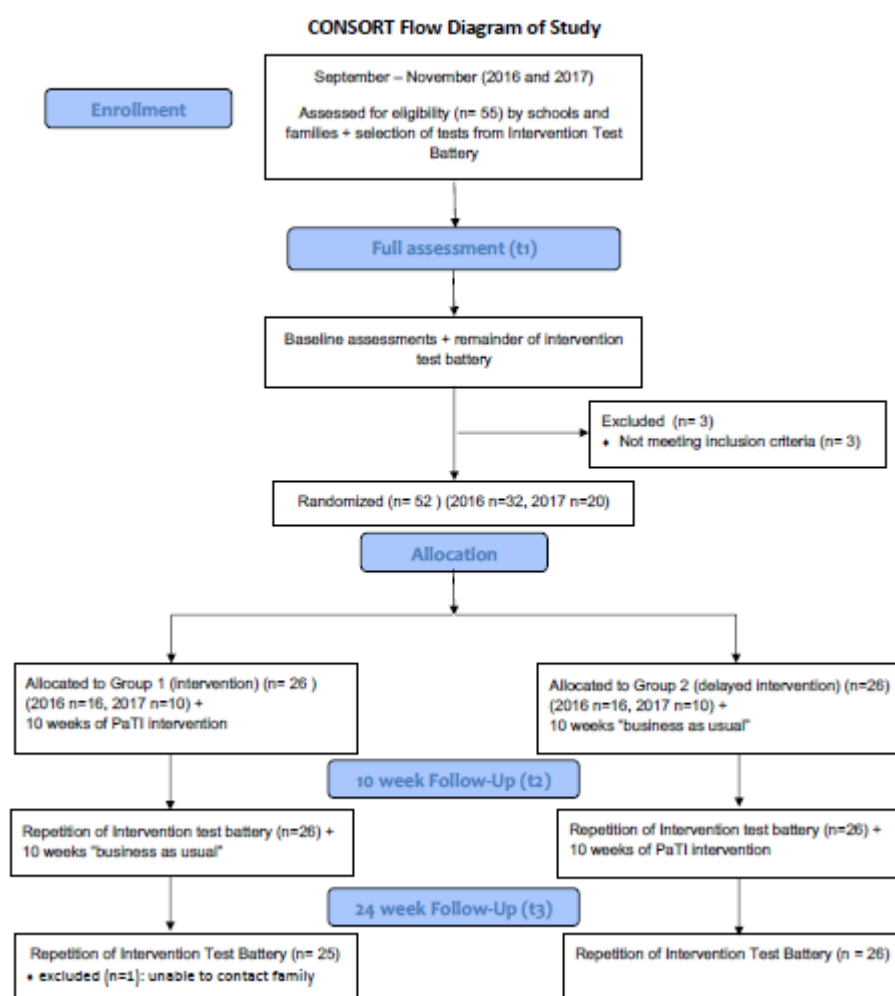 CONSORT Flow Diagram of Study
September – November (2016 and 2017)
Enrollment
Assessed for eligibility (n= 55) by schools and
families + selection of tests from Intervention Test
Battery
Full assessment (t1)
Baseline assessments + remainder of intervention
test battery
Excluded (n= 3)
♦ Not meeting inclusion criteria (n= 3)
Randomized (n= 52 ) (2016 n=32, 2017 n=20)
Allocation
Allocated to Group 1 (intervention) (n= 26 )
(2016 n=16, 2017 n=10) +
10 weeks of PaTI intervention
Allocated to Group 2 (delayed intervention) (n=26)
(2016 n=16, 2017 n=10) +
10 weeks "business as usual"
10 week Follow-Up (t2)
Repetition of Intervention test battery (n=26) +
10 weeks "business as usual"
Repetition of Intervention test battery (n=26) +
10 weeks of PaTI intervention
24 week Follow-Up (t3)
Repetition of Intervention Test Battery (n= 25)
♦ excluded (n=1): unable to contact family
Repetition of Intervention Test Battery (n = 26)